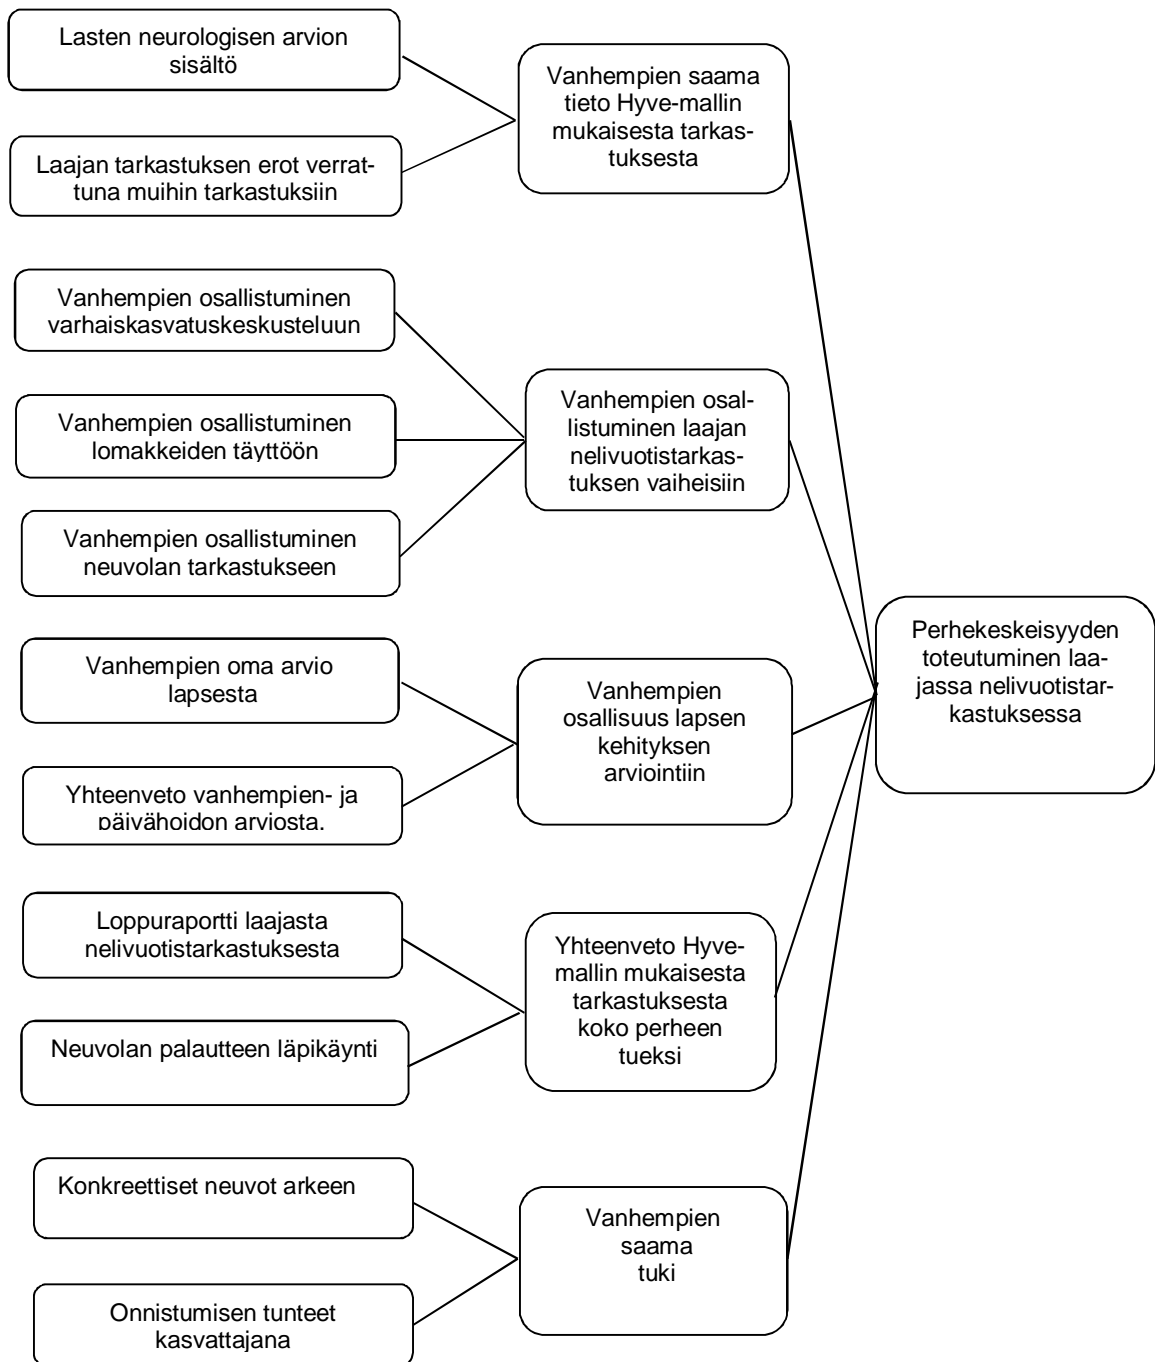 Lasten neurologisen arvion
sisältö
Laajan tarkastuksen erot verrat-
tuna muihin tarkastuksiin
Vanhempien saama
tieto Hyve-mallin
mukaisesta tarkas-
tuksesta
Vanhempien osallistuminen
varhaiskasvatuskeskusteluun
Vanhempien osallistuminen
lomakkeiden täyttöön
Vanhempien osallistuminen
neuvolan tarkastukseen
Vanhempien osal-
listuminen laajan
nelivuotistarkas-
tuksen vaiheisiin
Vanhempien oma arvio
lapsesta
Yhteenveto vanhempien- ja
päivähoidon arviosta.
Vanhempien
osallisuus lapsen
kehityksen
arviointiin
Loppuraportti laajasta
nelivuotistarkastuksesta
Neuvolan palautteen läpikäynti
Yhteenveto Hyve-
mallin mukaisesta
tarkastuksesta
koko perheen
tueksi
Konkreettiset neuvot arkeen
Onnistumisen tunteet
kasvattajana
Vanhempien
saama
tuki
Perhekeskeisyyden
toteutuminen laa-
jassa nelivuotistar-
kastuksessa